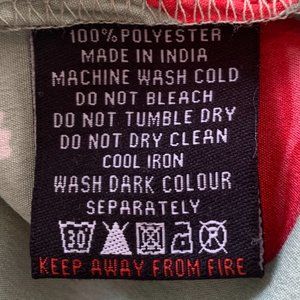 100% POLYESTER
MADE IN INDIA
MACHINE WASH COLD
DO NOT BLEACH
DO NOT TUMBLE DRY
DO NOT DRY CLEAN
COOL IRON
WASH DARK COLOUR
SEPARATELY
30°
KEEP AWAY FROM FIRE